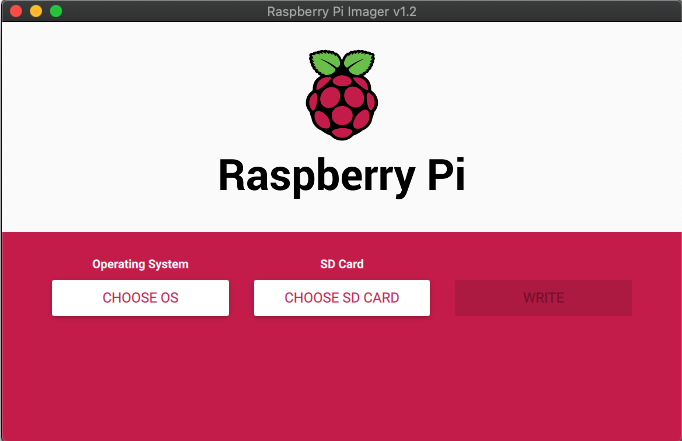 Raspberry Pi Imager v1.2
Raspberry Pi
Operating System
SD Card
CHOOSE OS
CHOOSE SD CARD
WRITE